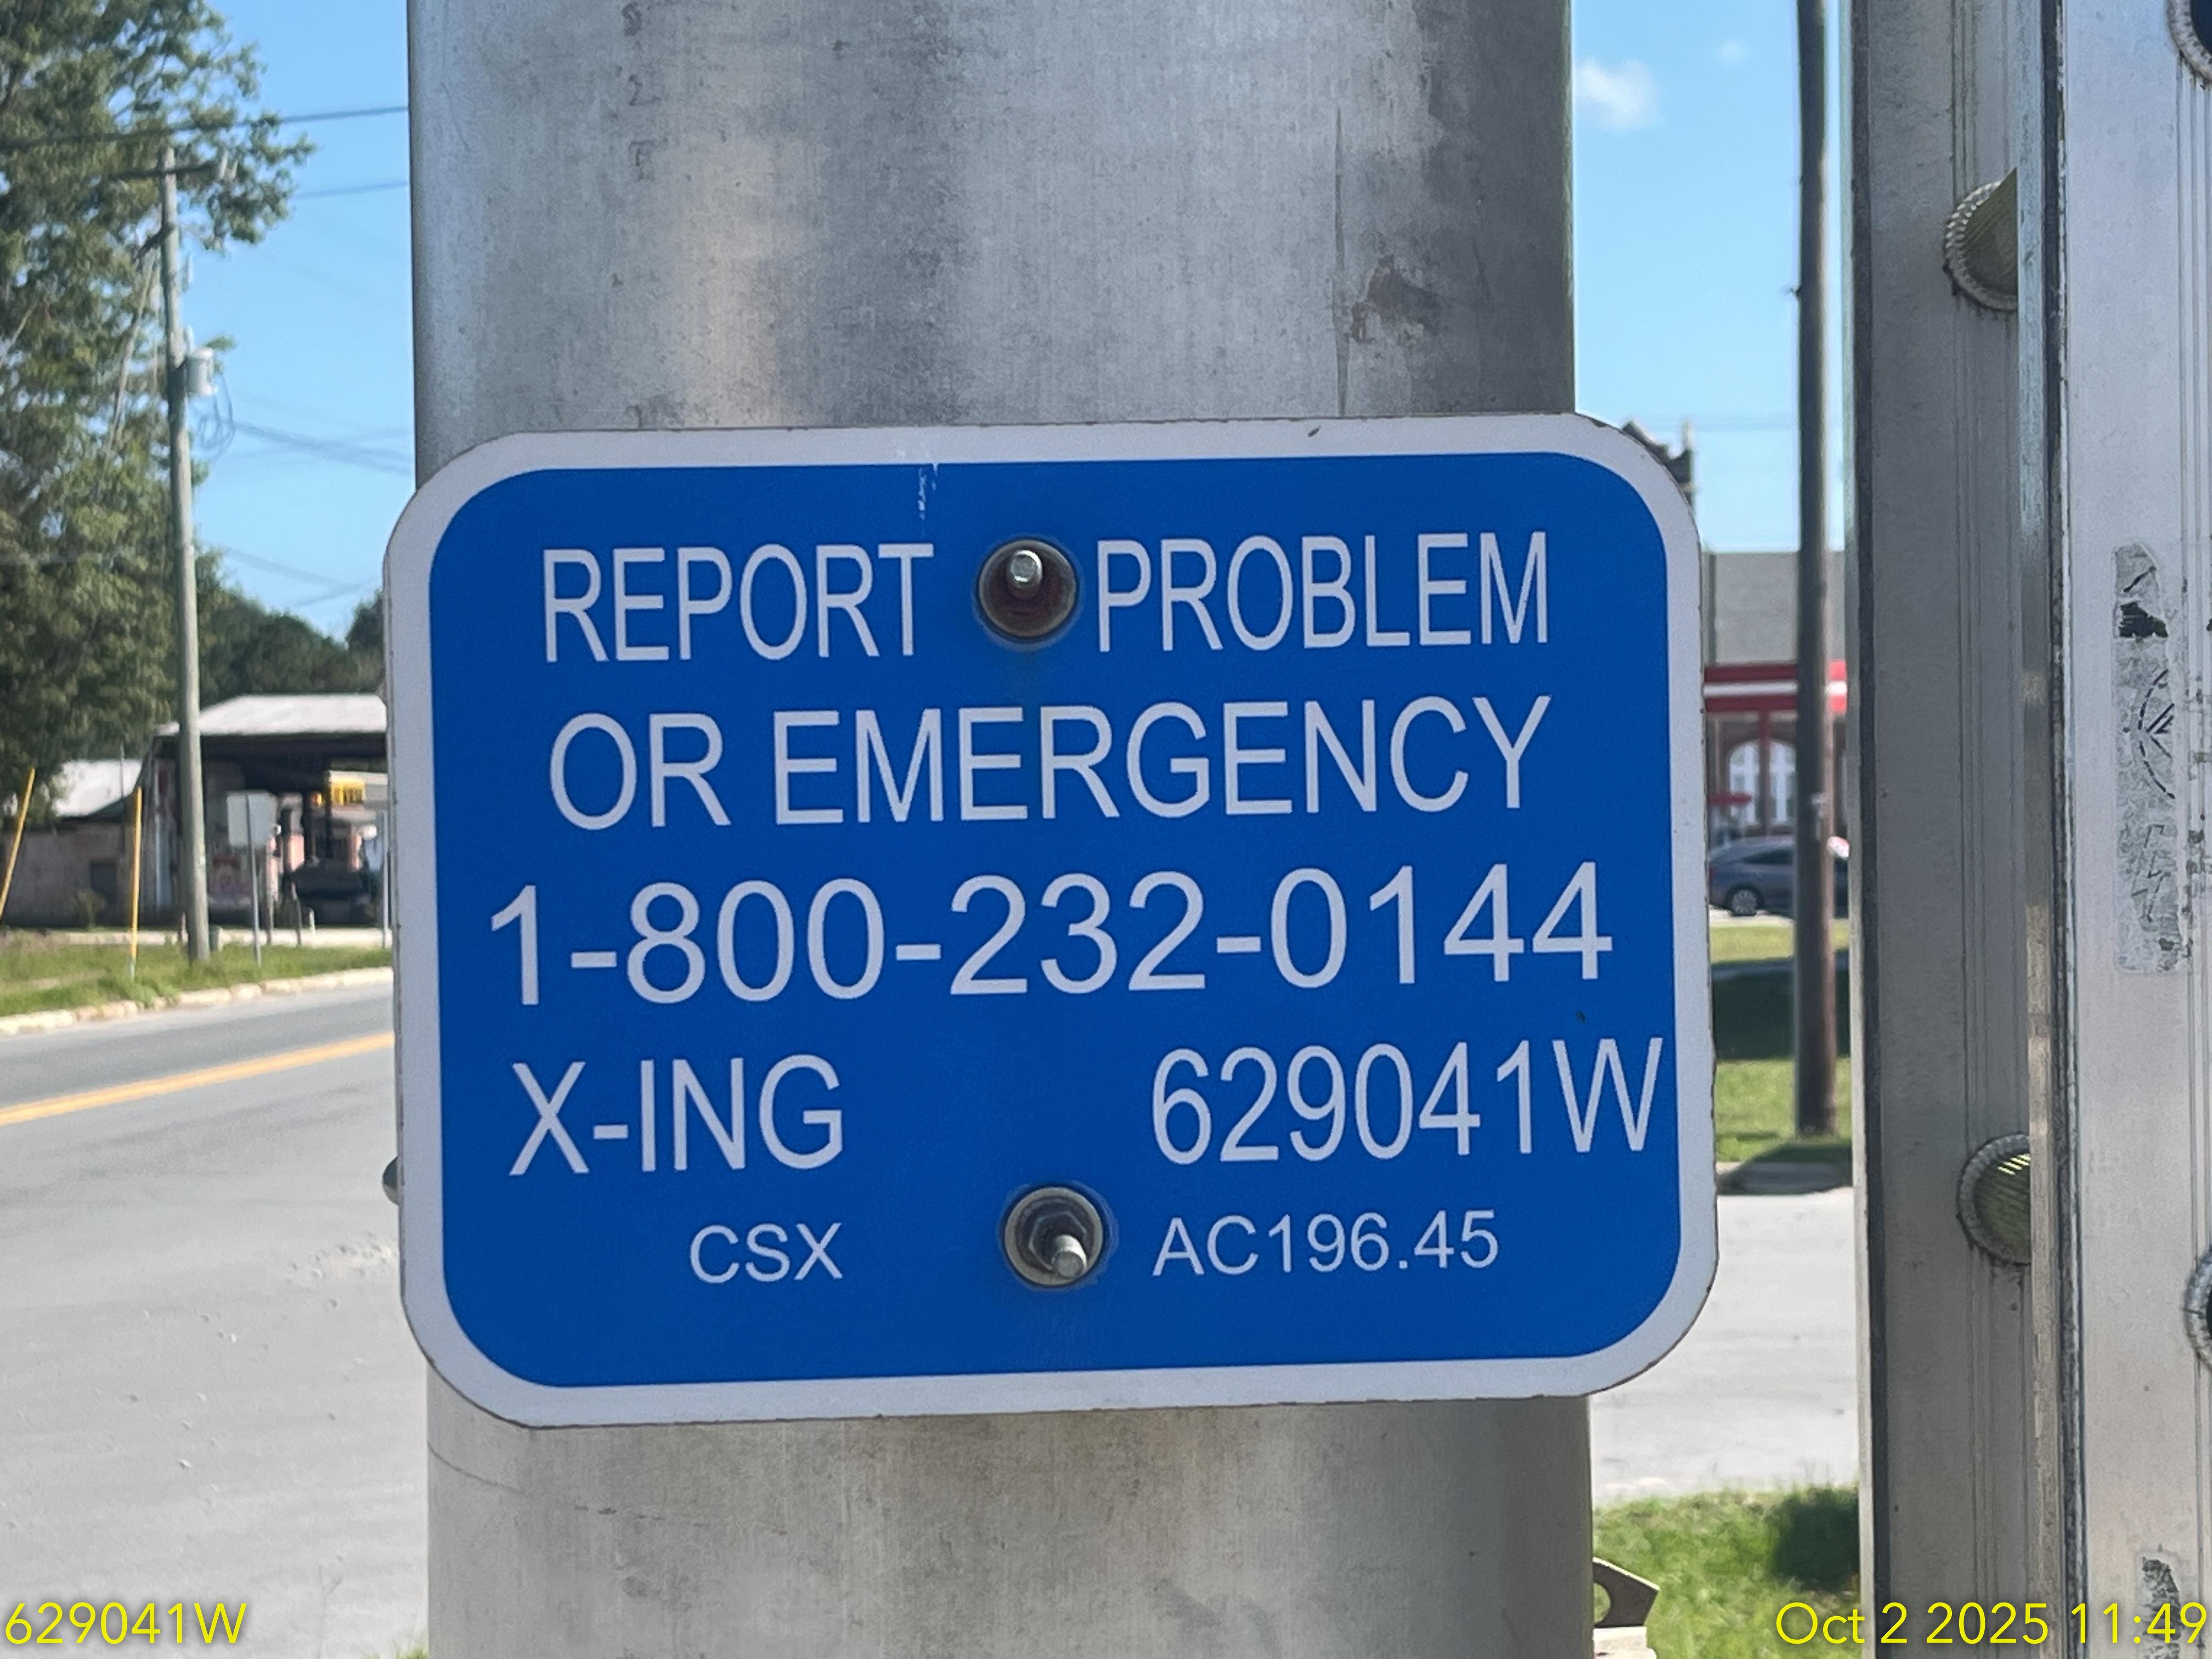 REPORT PROBLEM
OR EMERGENCY
1-800-232-0144
X-ING 629041W
CSX AC196.45
629041W
Oct 2 2025 11:49